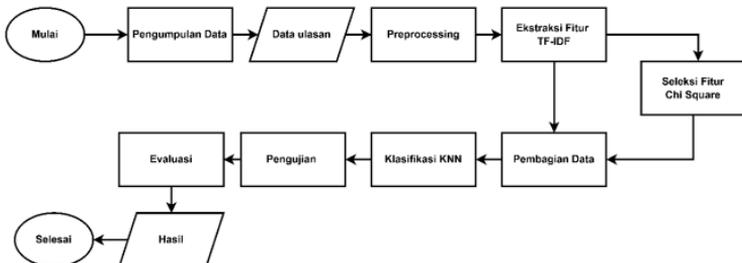 Mulai
Pengumpulan Data
Data ulasan
Preprocessing
Ekstraksi Fitur
TF-IDF
Seleksi Fitur
Chi Square
Pembagian Data
Klasifikasi KNN
Pengujian
Evaluasi
Hasil
Selesai